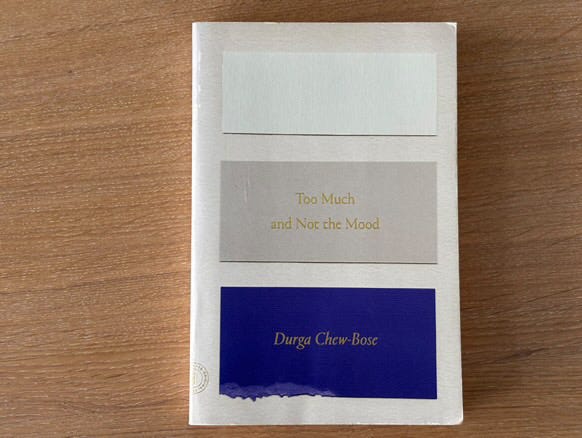 Too Much
and Not the Mood
Durga Chew-Bose